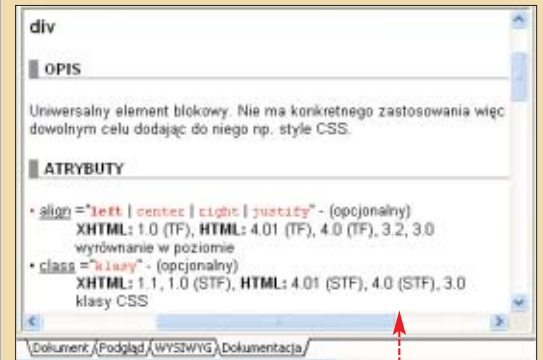 div
OPIS
Uniwersalny element blokowy. Nie ma konkretnego zastosowania więc
dowolnym celu dodając do niego np. style CSS.
ATRYBUTY
• align ="left | center | right | justify" - (opcjonalny)
XHTML: 1.0 (TF), HTML: 4.01 (TF), 4.0 (TF), 3.2, 3.0
wyrównanie w poziomie
• class ="klasy" - (opcjonalny)
XHTML: 1.1, 1.0 (STF), HTML: 4.01 (STF), 4.0 (STF), 3.0
klasy CSS
\Dokument /Podgląd /WYSIWYG \Dokumentacja/